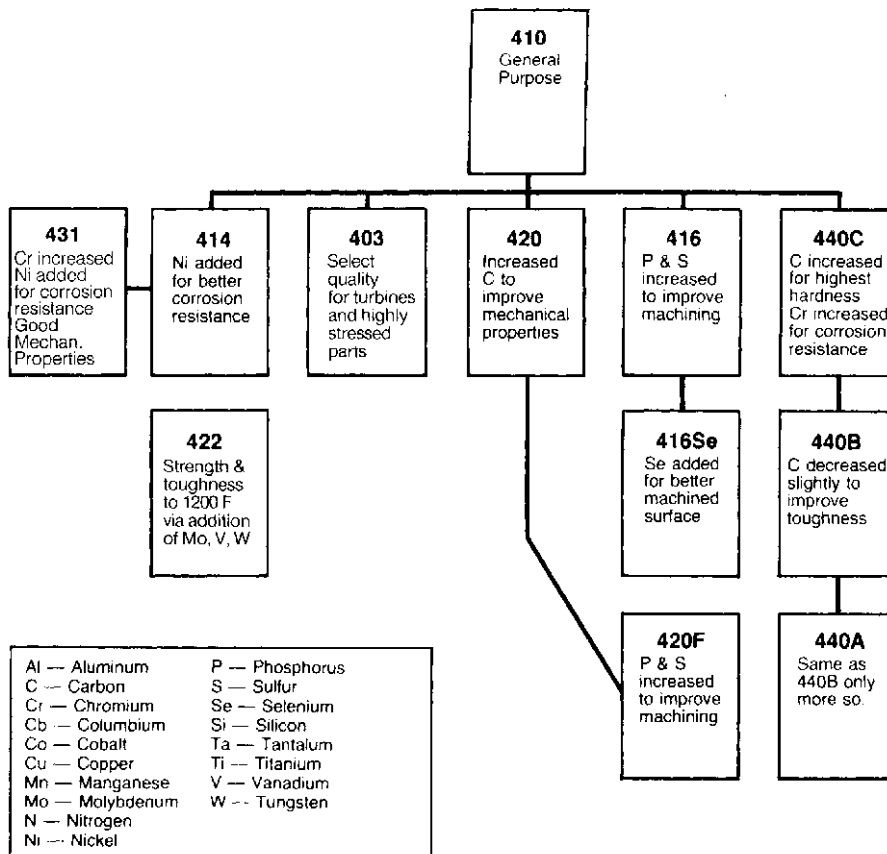 410
General
Purpose
431
Cr increased
Ni added
for corrosion
resistance
Good
Mechan.
Properties
414
Ni added
for better
corrosion
resistance
403
Select
quality
for turbines
and highly
stressed
parts
420
Increased
C to
improve
mechanical
properties
416
P & S
increased
to improve
machining
440C
C increased
for highest
hardness
Cr increased
for corrosion
resistance
422
Strength &
toughness
to 1200 F
via addition
of Mo, V, W
416Se
Se added
for better
machined
surface
440B
C decreased
slightly to
improve
toughness
420F
P & S
increased
to improve
machining
440A
Same as
440B only
more so.
Al — Aluminum
C — Carbon
Cr — Chromium
Cb — Columbium
Co — Cobalt
Cu — Copper
Mn — Manganese
Mo — Molybdenum
N — Nitrogen
Ni — Nickel
P — Phosphorus
S — Sulfur
Se — Selenium
Si — Silicon
Ta — Tantalum
Ti — Titanium
V — Vanadium
W — Tungsten